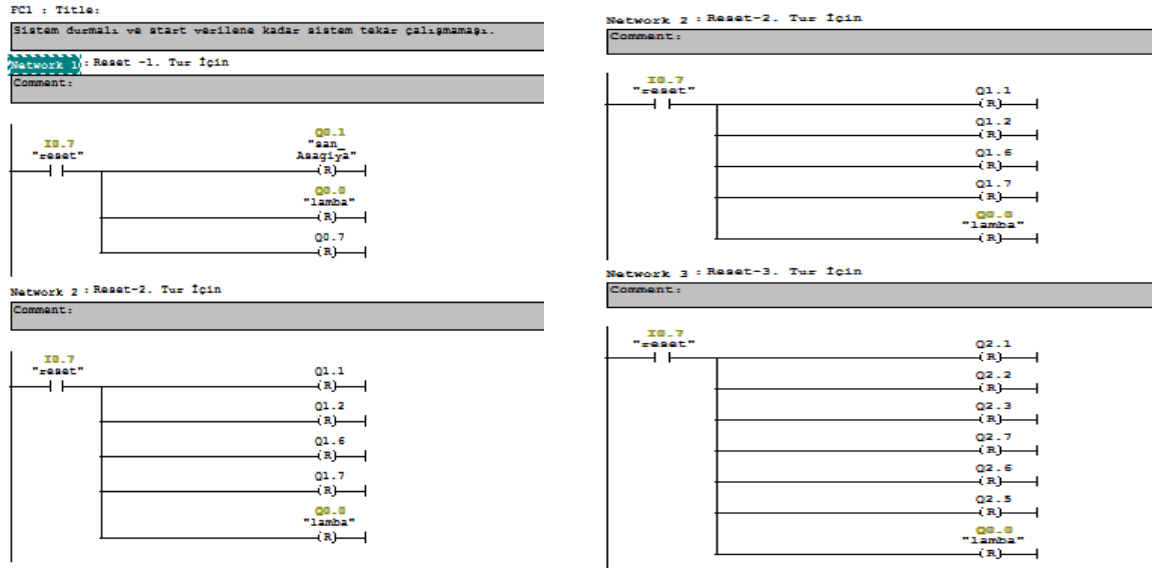 FC1 : Title:
Sistem durmalı ve start verilene kadar sistem tekar çalışmamaşı.
Network 1 : Reset -1. Tur İçin
Comment:
I0.7
"reset"
Q0.1
"san_
Asagiya"
(R)
Q0.0
"lamba"
(R)
Q0.7
(R)
Network 2 : Reset-2. Tur İçin
Comment:
I0.7
"reset"
Q1.1
(R)
Q1.2
(R)
Q1.6
(R)
Q1.7
(R)
Q0.0
"lamba"
(R)
Network 2 : Reset-2. Tur İçin
Comment:
I0.7
"reset"
Q1.1
(R)
Q1.2
(R)
Q1.6
(R)
Q1.7
(R)
Q0.0
"lamba"
(R)
Network 3 : Reset-3. Tur İçin
Comment:
I0.7
"reset"
Q2.1
(R)
Q2.2
(R)
Q2.3
(R)
Q2.7
(R)
Q2.6
(R)
Q2.5
(R)
Q0.0
"lamba"
(R)